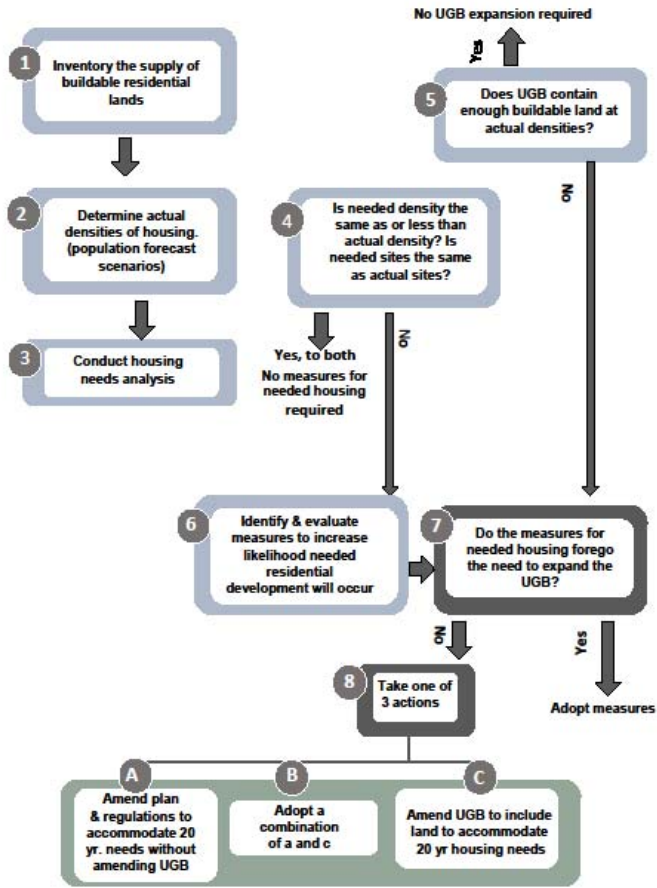 No UGB expansion required
Yes
1
Inventory the supply of
buildable residential
lands
5
Does UGB contain
enough buildable land at
actual densities?
No
2
Determine actual
densities of housing.
(population forecast
scenarios)
4
Is needed density the
same as or less than
actual density? Is
needed sites the same
as actual sites?
3
Conduct housing
needs analysis
Yes, to both
No measures for
needed housing
required
No
6
Identify & evaluate
measures to increase
likelihood needed
residential
development will occur
7
Do the measures for
needed housing forego
the need to expand the
UGB?
No
Yes
8
Take one of
3 actions
Adopt measures
A
Amend plan
& regulations to
accommodate 20
yr. needs without
amending UGB
B
Adopt a
combination
of a and c
C
Amend UGB to include
land to accommodate
20 yr housing needs